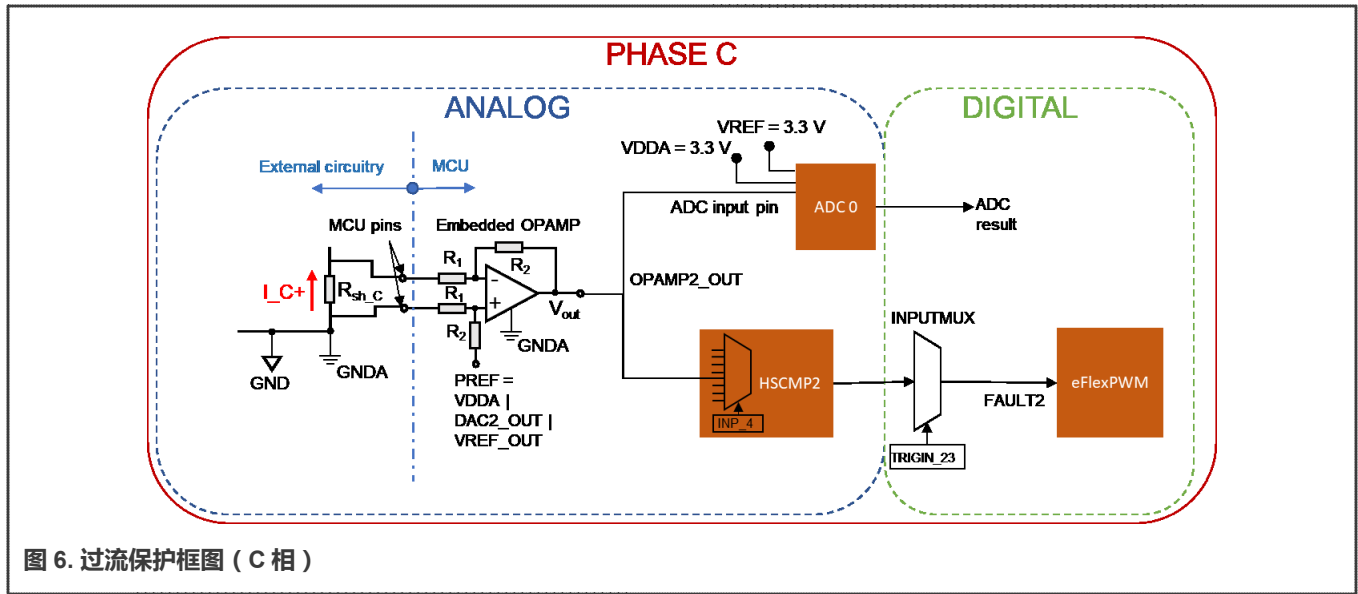 PHASE C
ANALOG
DIGITAL
VREF = 3.3 V
VDDA = 3.3 V
External circuitry
MCU
ADC input pin
ADC 0
ADC
result
MCU pins
Embedded OPAMP
R1
R2
I_C+
Rsh_C
R1
-
+
Vout
OPAMP2_OUT
R2
GNDA
GND
GNDA
PREF =
VDDA |
DAC2_OUT |
VREF_OUT
INPUTMUX
HSCMP2
INP_4
FAULT2
eFlexPWM
TRIGIN_23
图 6. 过流保护框图（C 相）